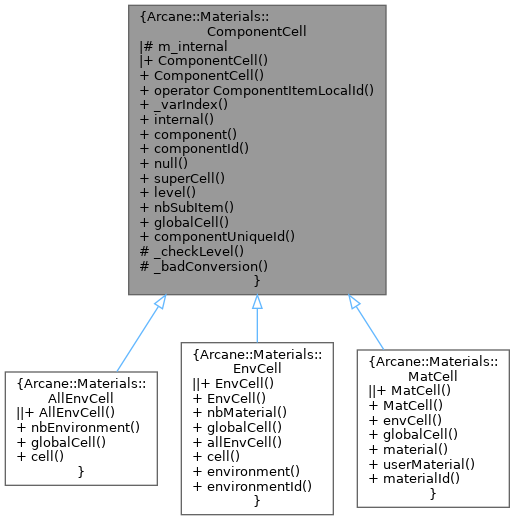 {Arcane::Materials::
ComponentCell
|# m_internal
|+ ComponentCell()
+ ComponentCell()
+ operator ComponentItemLocalId()
+ _varIndex()
+ internal()
+ component()
+ componentId()
+ null()
+ superCell()
+ level()
+ nbSubItem()
+ globalCell()
+ componentUniqueId()
# _checkLevel()
# _badConversion()
}
{Arcane::Materials::
AllEnvCell
||+ AllEnvCell()
+ nbEnvironment()
+ globalCell()
+ cell()
}
{Arcane::Materials::
EnvCell
||+ EnvCell()
+ EnvCell()
+ nbMaterial()
+ globalCell()
+ allEnvCell()
+ cell()
+ environment()
+ environmentId()
}
{Arcane::Materials::
MatCell
||+ MatCell()
+ MatCell()
+ envCell()
+ globalCell()
+ material()
+ userMaterial()
+ materialId()
}